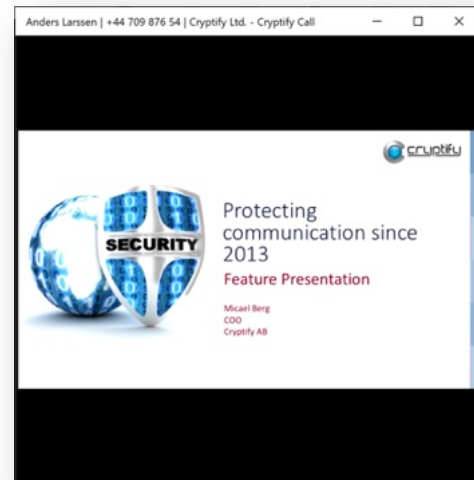 Anders Larssen | +44 709 876 54 | Cryptify Ltd. - Cryptify Call
cryptify
SECURITY
Protecting
communication since
2013
Feature Presentation
Micael Berg
COO
Cryptify AB